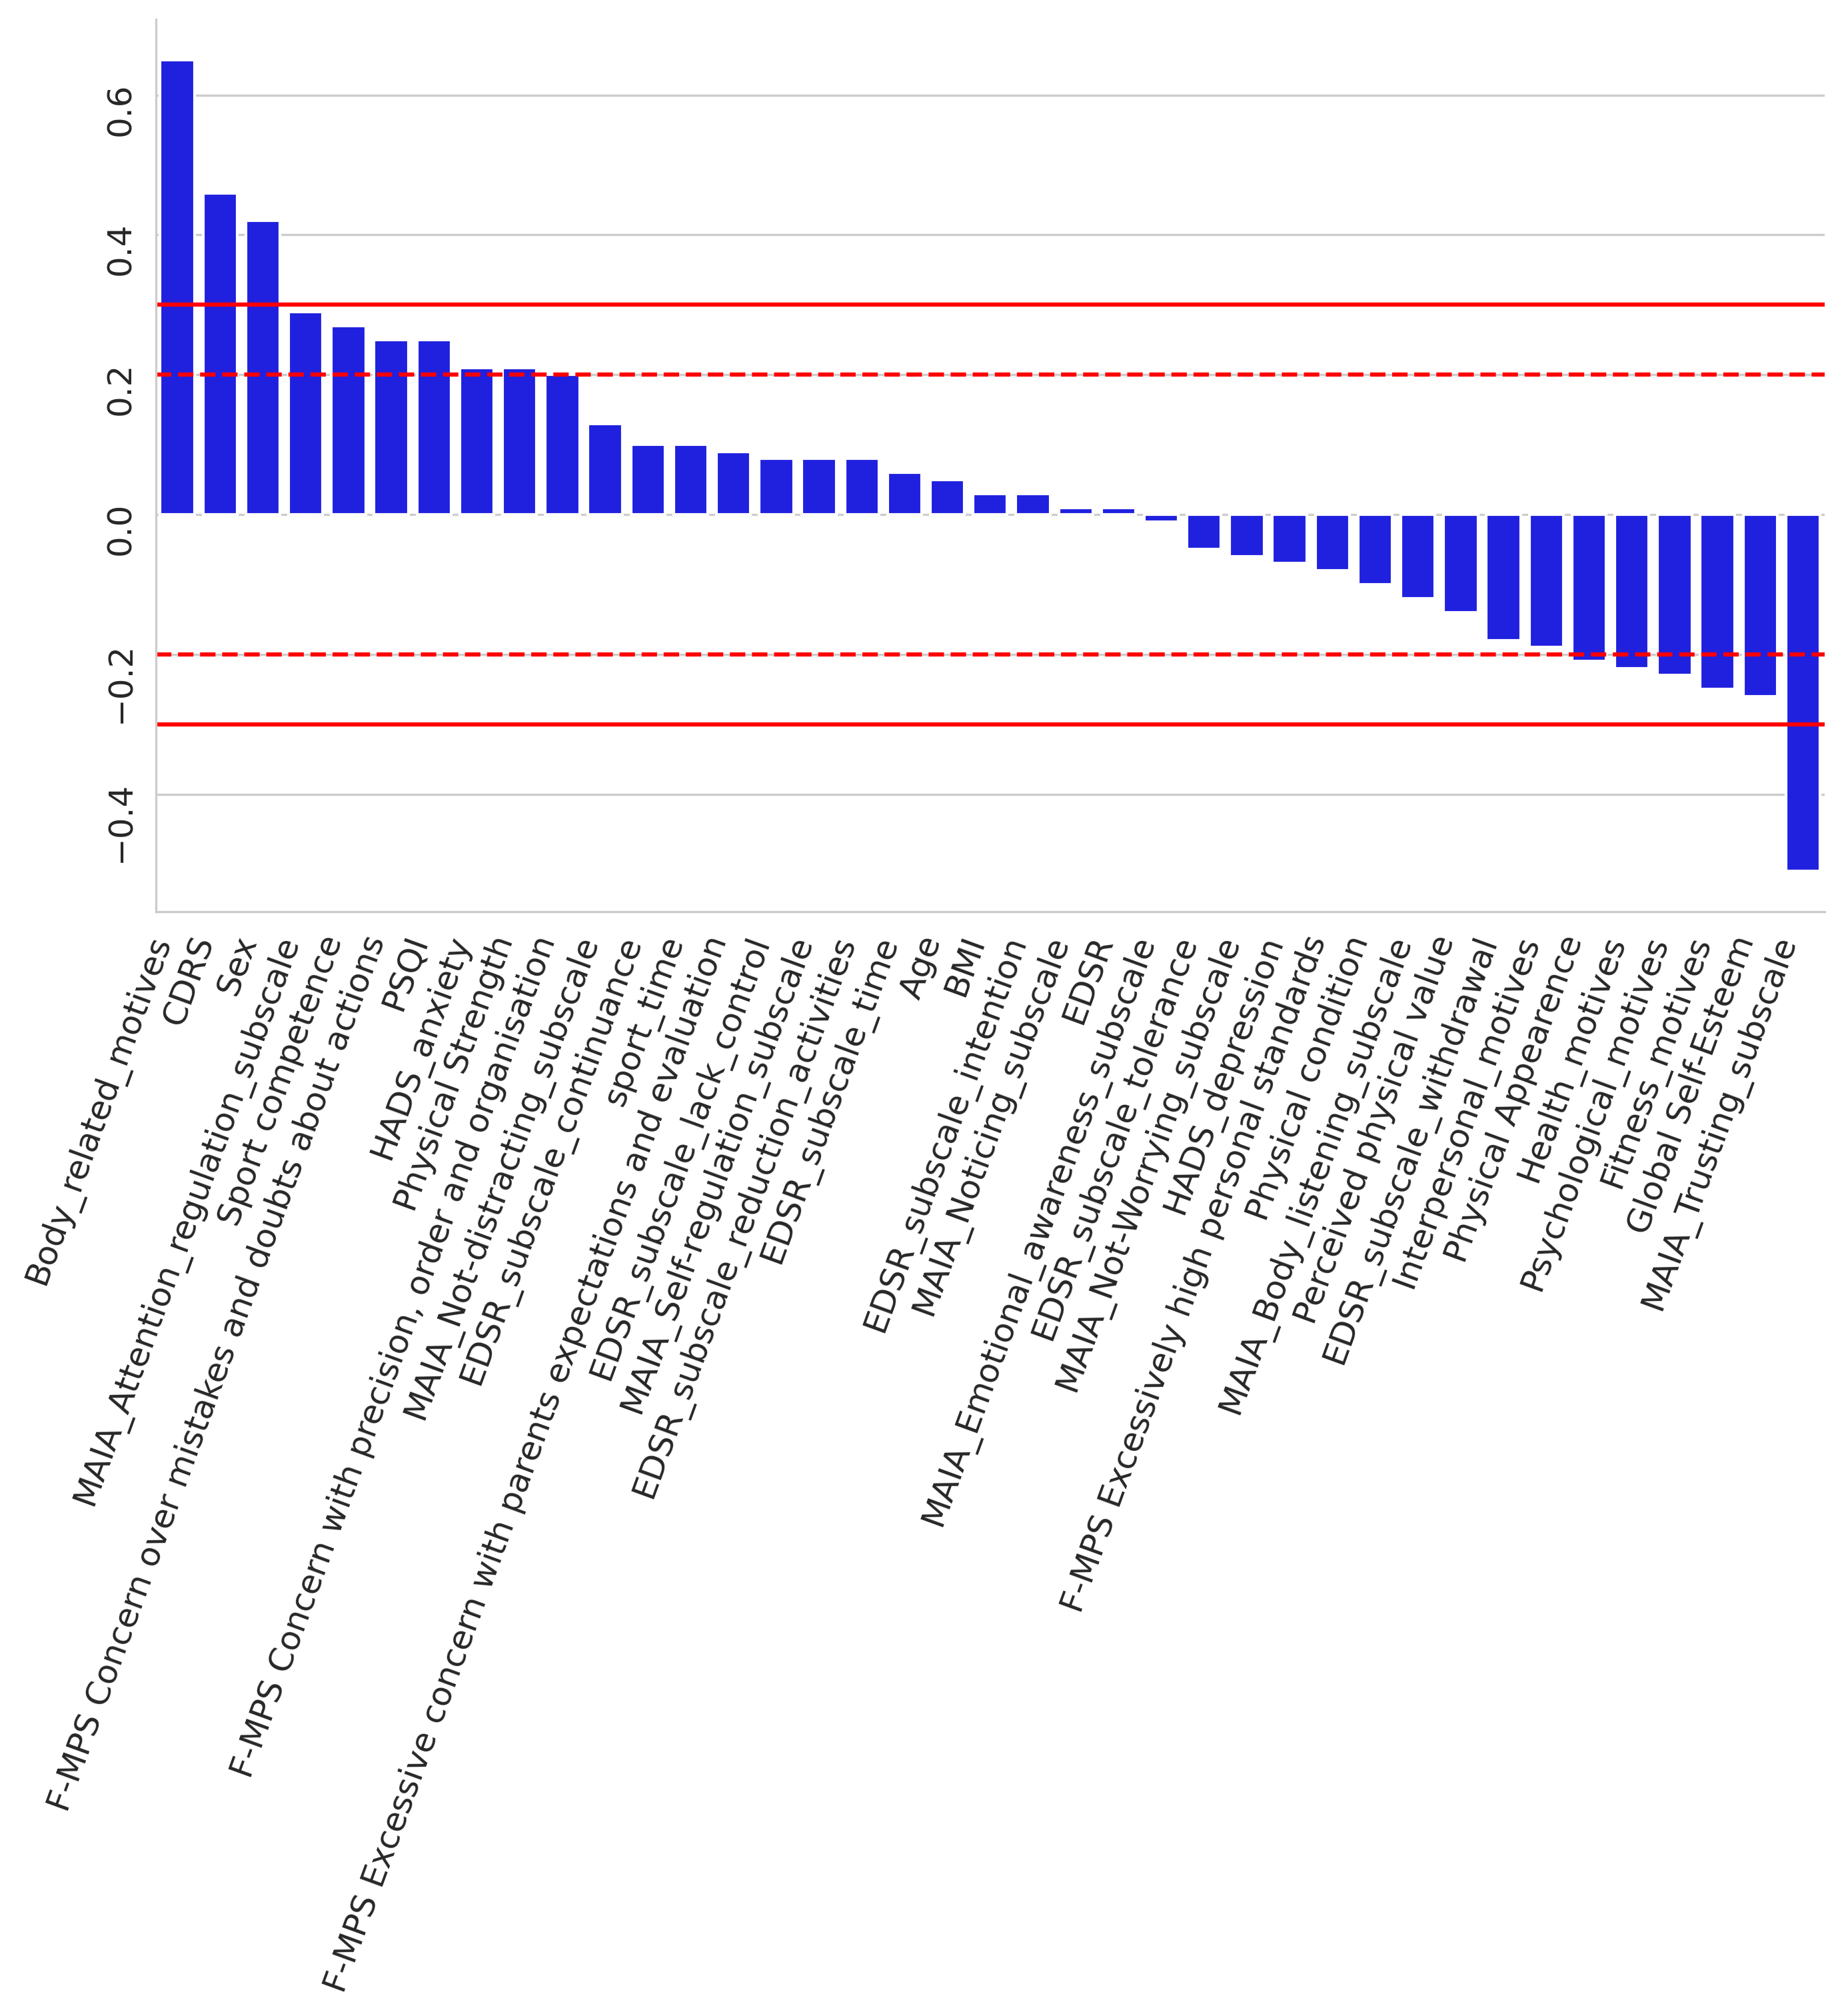 0.6
0.4
0.2
0.0
−0.2
−0.4
Body_related_motives
CDRS
Sex
MAIA_Attention_regulation_subscale
Sport competence
F-MPS Concern over mistakes and doubts about actions
PSQI
HADS_anxiety
Physical Strength
F-MPS Concern with precision, order and organisation
MAIA_Not-distracting_subscale
EDSR_subscale_continuance
sport_time
F-MPS Excessive concern with parents expectations and evaluation
EDSR_subscale_lack_control
MAIA_Self-regulation_subscale
EDSR_subscale_reduction_activities
EDSR_subscale_time
Age
BMI
EDSR_subscale_intention
MAIA_Noticing_subscale
EDSR
MAIA_Emotional_awareness_subscale
EDSR_subscale_tolerance
MAIA_Not-Worrying_subscale
HADS_depression
F-MPS Excessively high personal standards
Physical condition
MAIA_Body_listening_subscale
Perceived physical value
EDSR_subscale_withdrawal
Interpersonal_motives
Physical Appearence
Health_motives
Psychological_motives
Fitness_motives
Global Self-Esteem
MAIA_Trusting_subscale